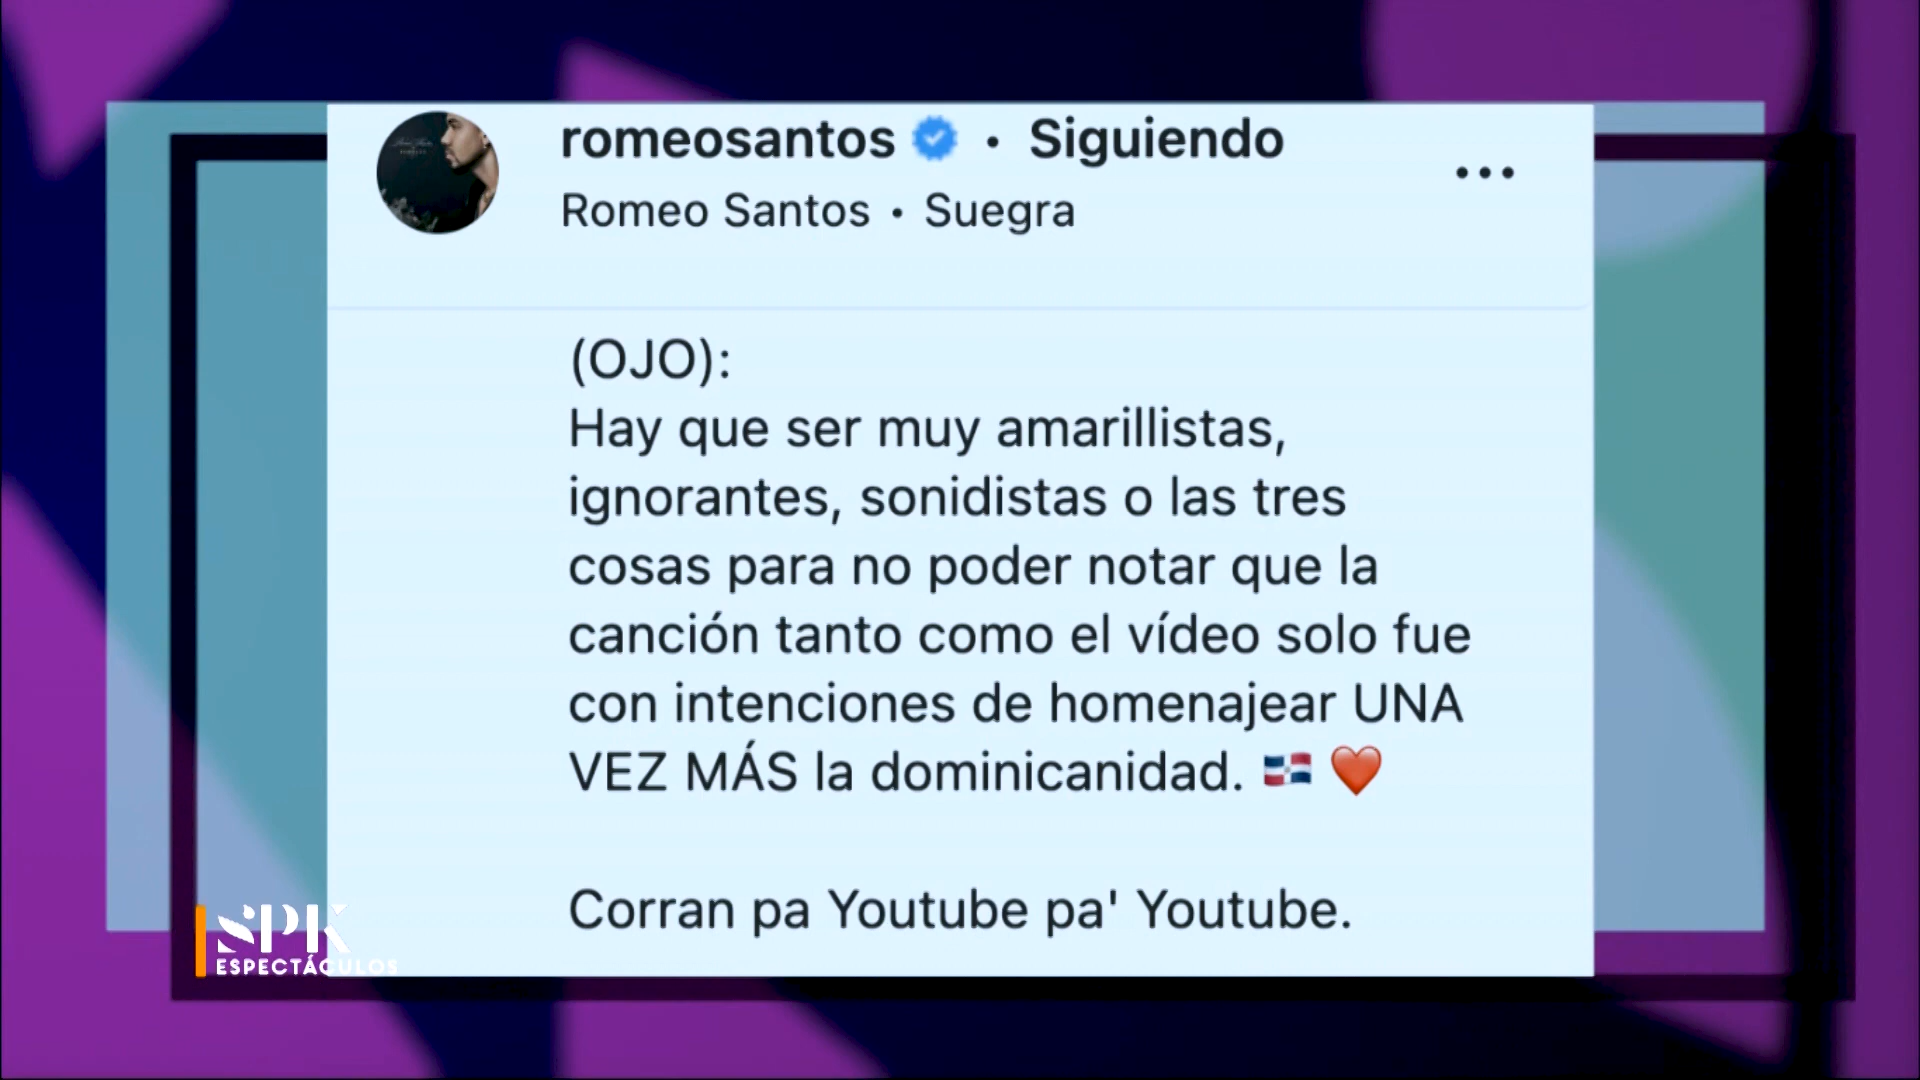 romeosantos • Siguiendo
Romeo Santos • Suegra
(OJO):
Hay que ser muy amarillistas,
ignorantes, sonidistas o las tres
cosas para no poder notar que la
canción tanto como el vídeo solo fue
con intenciones de homenajear UNA
VEZ MÁS la dominicanidad. 🇩🇴 ❤️
Corran pa Youtube pa' Youtube.
SPK
ESPECTÁCULOS